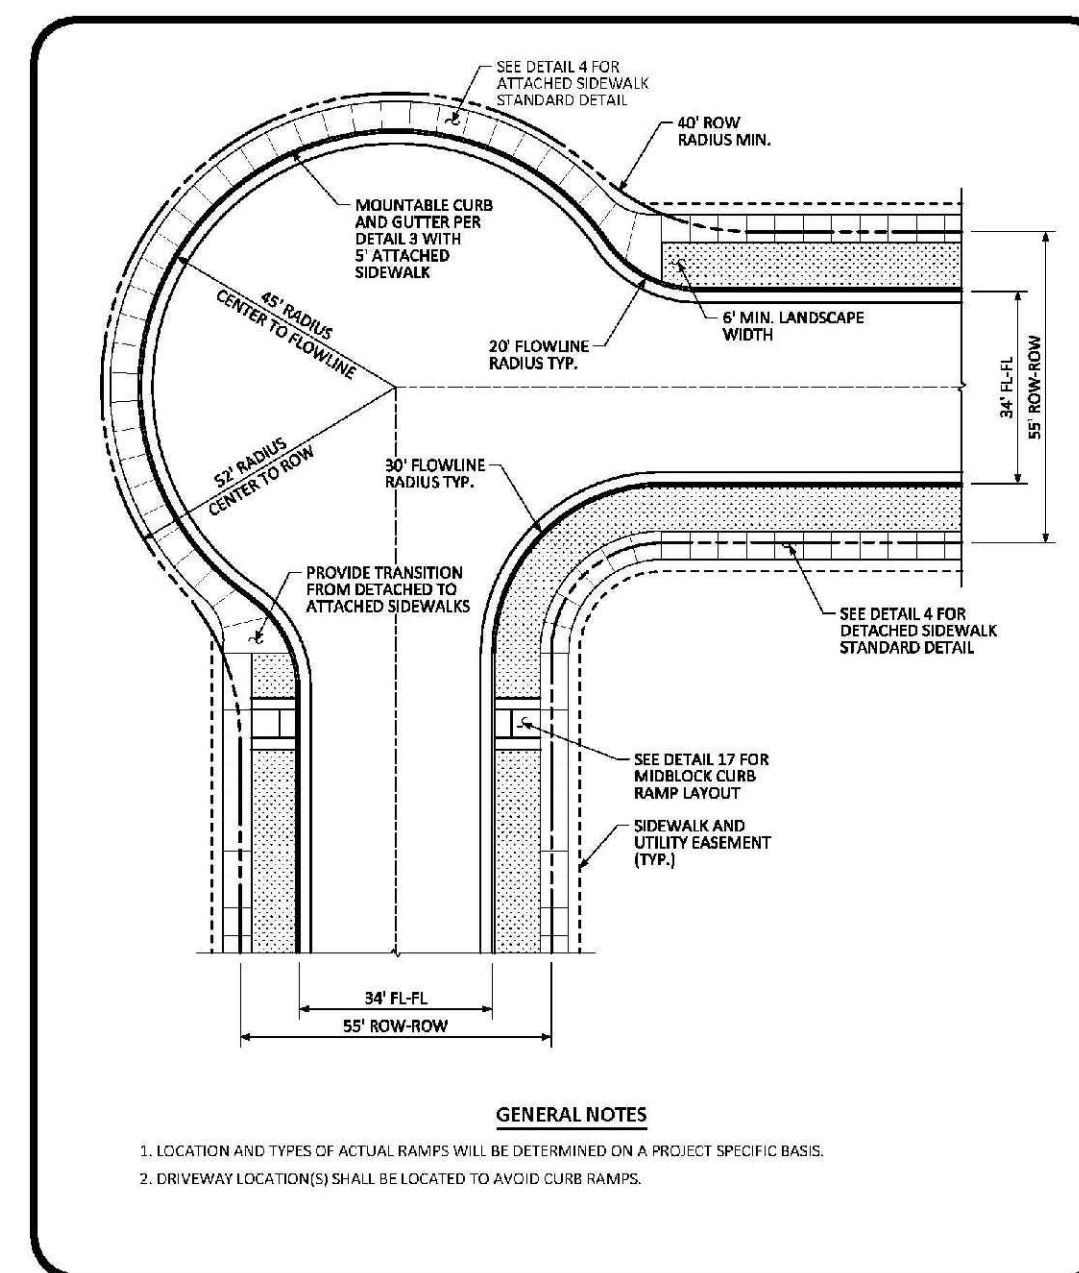 SEE DETAIL 4 FOR
ATTACHED SIDEWALK
STANDARD DETAIL
40' ROW
RADIUS MIN.
MOUNTABLE CURB
AND GUTTER PER
DETAIL 3 WITH
5' ATTACHED
SIDEWALK
45' RADIUS
CENTER TO FLOWLINE
6' MIN. LANDSCAPE
WIDTH
20' FLOWLINE
RADIUS TYP.
34' FL-FL
55' ROW-ROW
52' RADIUS
CENTER TO ROW
30' FLOWLINE
RADIUS TYP.
PROVIDE TRANSITION
FROM DETACHED TO
ATTACHED SIDEWALKS
SEE DETAIL 4 FOR
DETACHED SIDEWALK
STANDARD DETAIL
SEE DETAIL 17 FOR
MIDBLOCK CURB
RAMP LAYOUT
SIDEWALK AND
UTILITY EASEMENT
(TYP.)
34' FL-FL
55' ROW-ROW
GENERAL NOTES
1. LOCATION AND TYPES OF ACTUAL RAMPS WILL BE DETERMINED ON A PROJECT SPECIFIC BASIS.
2. DRIVEWAY LOCATION(S) SHALL BE LOCATED TO AVOID CURB RAMPS.